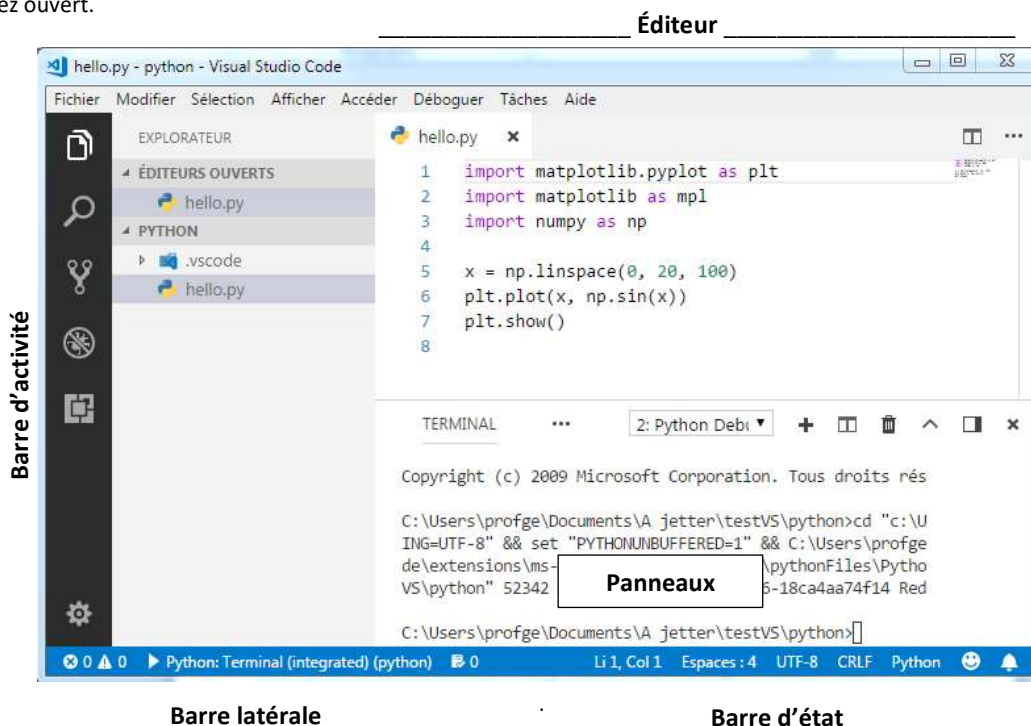 ez ouvert.
Éditeur
hello.py - python - Visual Studio Code
Fichier Modifier Sélection Afficher Accéder Déboguer Tâches Aide
EXPLORATEUR
ÉDITEURS OUVERTS
hello.py
PYTHON
.vscode
hello.py
Barre d'activité
hello.py
1 import matplotlib.pyplot as plt
2 import matplotlib as mpl
3 import numpy as np
4
5 x = np.linspace(0, 20, 100)
6 plt.plot(x, np.sin(x))
7 plt.show()
8
TERMINAL ... 2: Python Debu
Copyright (c) 2009 Microsoft Corporation. Tous droits rés
C:\Users\profge\Documents\A jetter\testVS\python>cd "c:\U
ING=UTF-8" && set "PYTHONUNBUFFERED=1" && C:\Users\profge
de\extensions\ms- \pythonFiles\Pytho
VS\python" 52342 6-18ca4aa74f14 Red
Panneaux
C:\Users\profge\Documents\A jetter\testVS\python>
0 0 Python: Terminal (integrated) (python) 0 Li 1, Col 1 Espaces : 4 UTF-8 CRLF Python
Barre latérale
Barre d'état